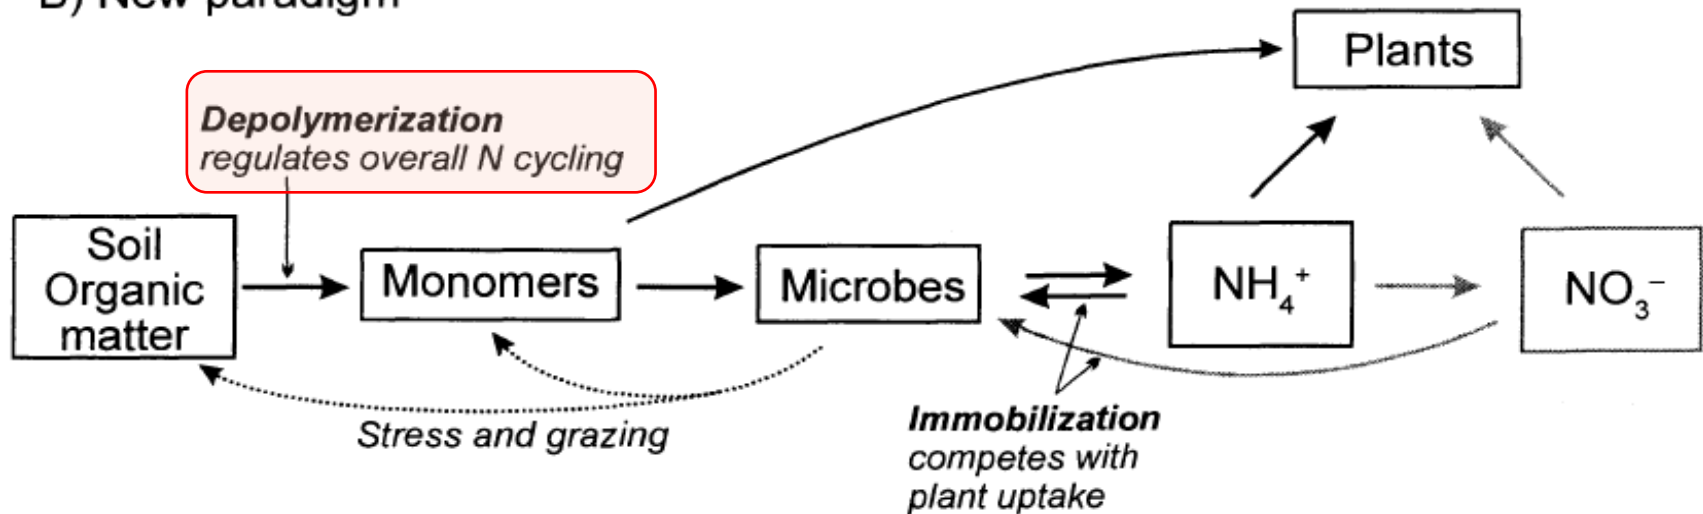 B) New paradigm
Plants
Depolymerization
regulates overall N cycling
Soil
Organic
matter
Monomers
Microbes
NH₄⁺
NO₃⁻
Stress and grazing
Immobilization
competes with
plant uptake